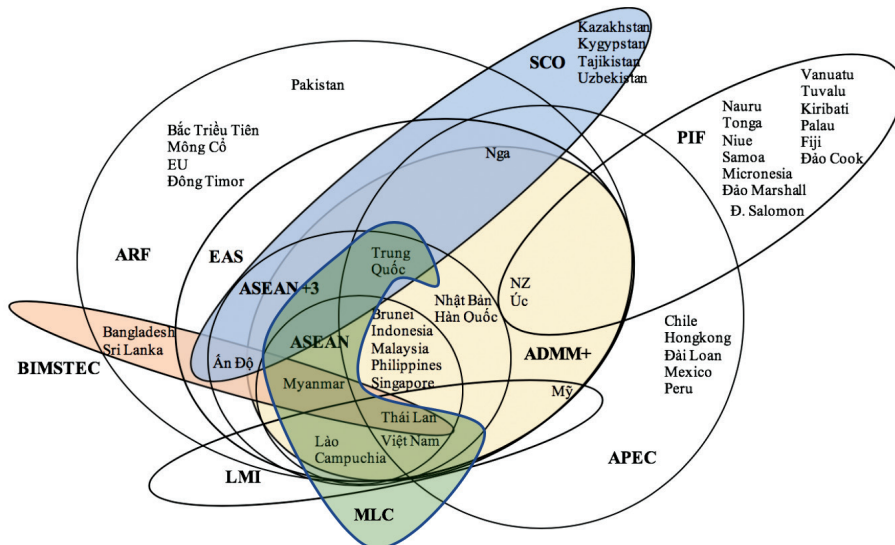 Kazakhstan
Kygypstan
SCO
Tajikistan
Uzbekistan
Pakistan
Vanuatu
Tuvalu
Kiribati
Palau
Fiji
Đảo Cook
Nauru
Tonga
PIF
Niue
Samoa
Micronesia
Đảo Marshall
Đ. Salomon
Bắc Triều Tiên
Mông Cổ
EU
Đông Timor
Nga
ARF
EAS
Trung
Quốc
ASEAN +3
NZ
Úc
Nhật Bản
Hàn Quốc
Brunei
Indonesia
Malaysia
Philippines
Singapore
ASEAN
Chile
Hongkong
Đài Loan
Mexico
Peru
Bangladesh
Sri Lanka
BIMSTEC
Ấn Độ
ADMM+
Myanmar
Mỹ
Thái Lan
Việt Nam
Lào
Campuchia
APEC
LMI
MLC